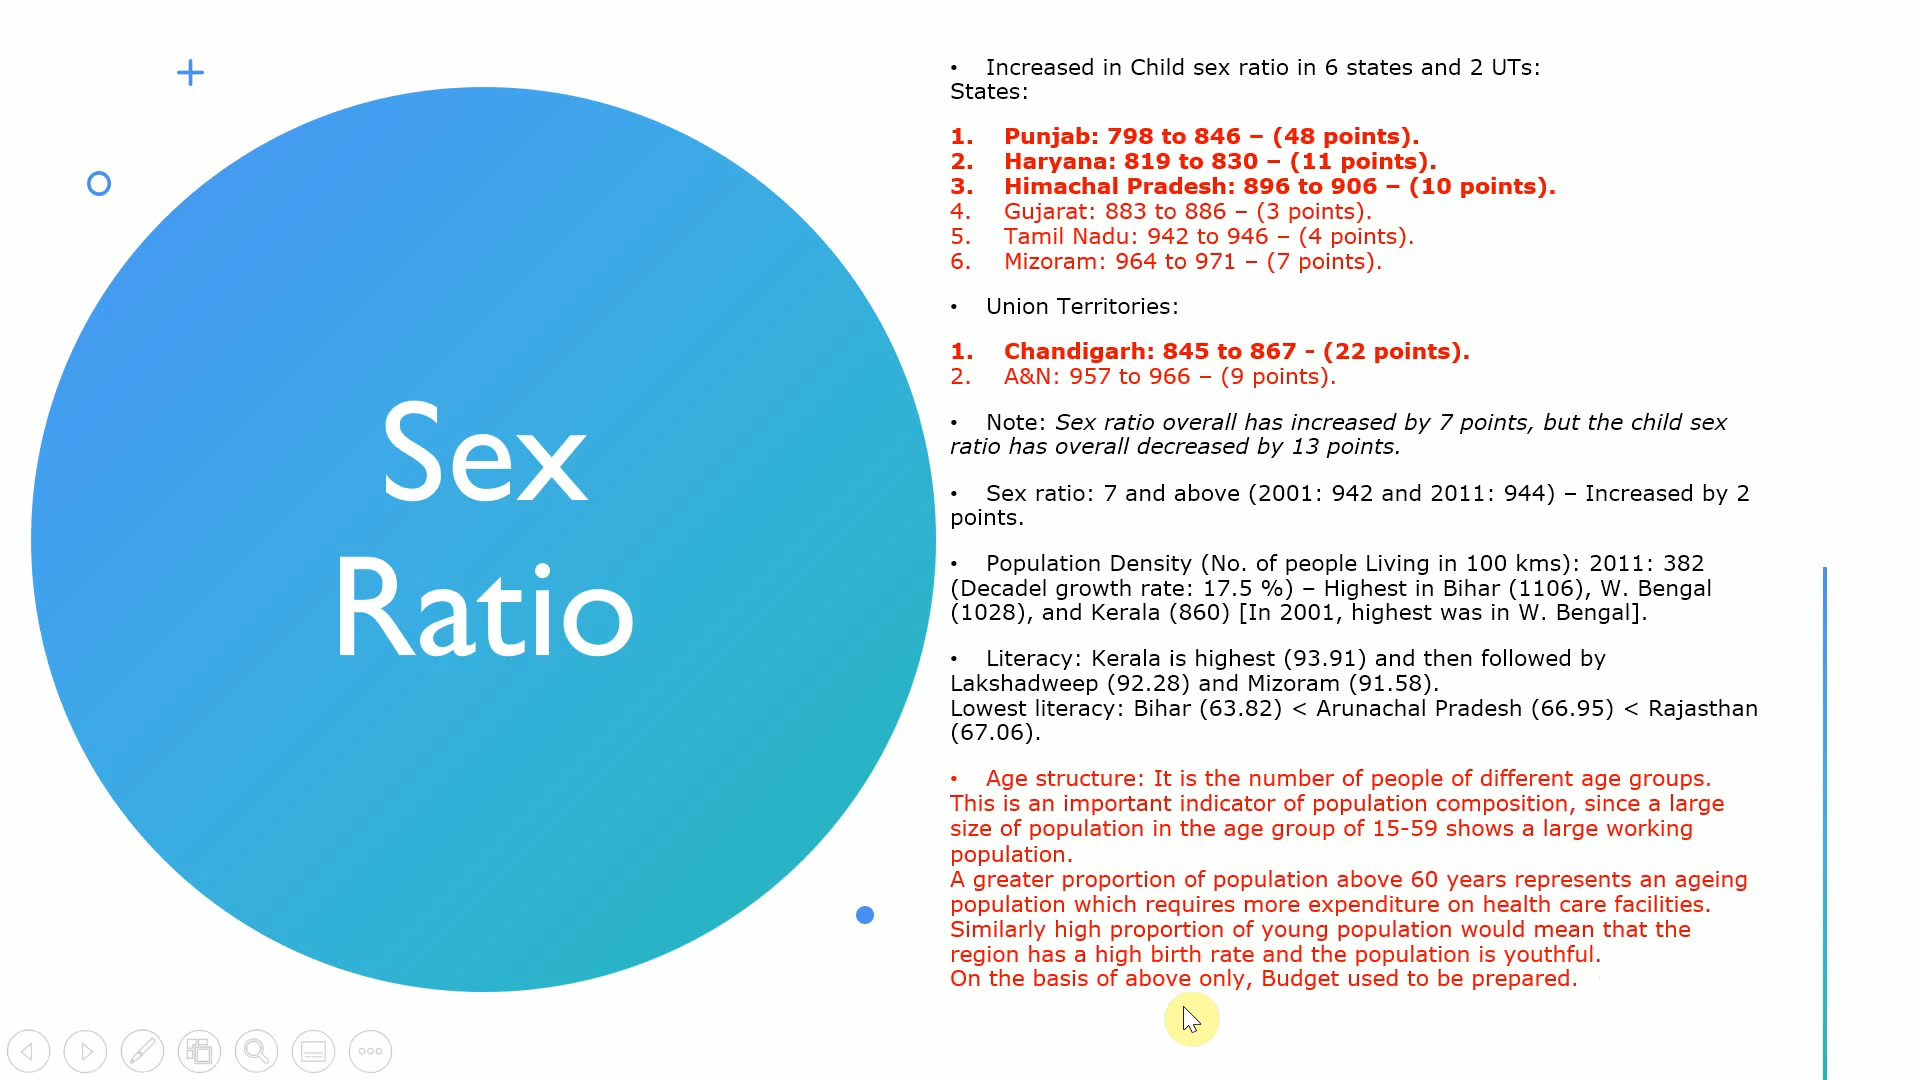 Sex
Ratio
• Increased in Child sex ratio in 6 states and 2 UTs:
States:
1. Punjab: 798 to 846 – (48 points).
2. Haryana: 819 to 830 – (11 points).
3. Himachal Pradesh: 896 to 906 – (10 points).
4. Gujarat: 883 to 886 – (3 points).
5. Tamil Nadu: 942 to 946 – (4 points).
6. Mizoram: 964 to 971 – (7 points).
• Union Territories:
1. Chandigarh: 845 to 867 - (22 points).
2. A&N: 957 to 966 – (9 points).
• Note: Sex ratio overall has increased by 7 points, but the child sex
ratio has overall decreased by 13 points.
• Sex ratio: 7 and above (2001: 942 and 2011: 944) – Increased by 2
points.
• Population Density (No. of people Living in 100 kms): 2011: 382
(Decadel growth rate: 17.5 %) – Highest in Bihar (1106), W. Bengal
(1028), and Kerala (860) [In 2001, highest was in W. Bengal].
• Literacy: Kerala is highest (93.91) and then followed by
Lakshadweep (92.28) and Mizoram (91.58).
Lowest literacy: Bihar (63.82) < Arunachal Pradesh (66.95) < Rajasthan
(67.06).
• Age structure: It is the number of people of different age groups.
This is an important indicator of population composition, since a large
size of population in the age group of 15-59 shows a large working
population.
A greater proportion of population above 60 years represents an ageing
population which requires more expenditure on health care facilities.
Similarly high proportion of young population would mean that the
region has a high birth rate and the population is youthful.
On the basis of above only, Budget used to be prepared.